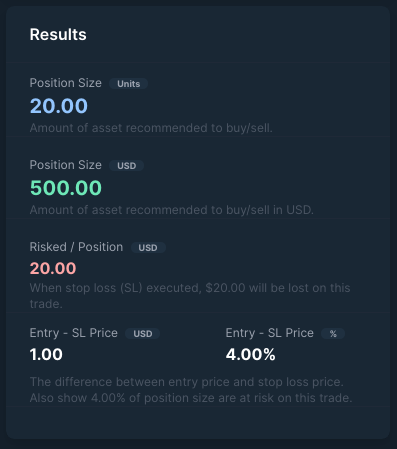 Results
Position Size Units
20.00
Amount of asset recommended to buy/sell.
Position Size USD
500.00
Amount of asset recommended to buy/sell in USD.
Risked / Position USD
20.00
When stop loss (SL) executed, $20.00 will be lost on this
trade.
Entry - SL Price USD
1.00
Entry - SL Price %
4.00%
The difference between entry price and stop loss price.
Also show 4.00% of position size are at risk on this trade.